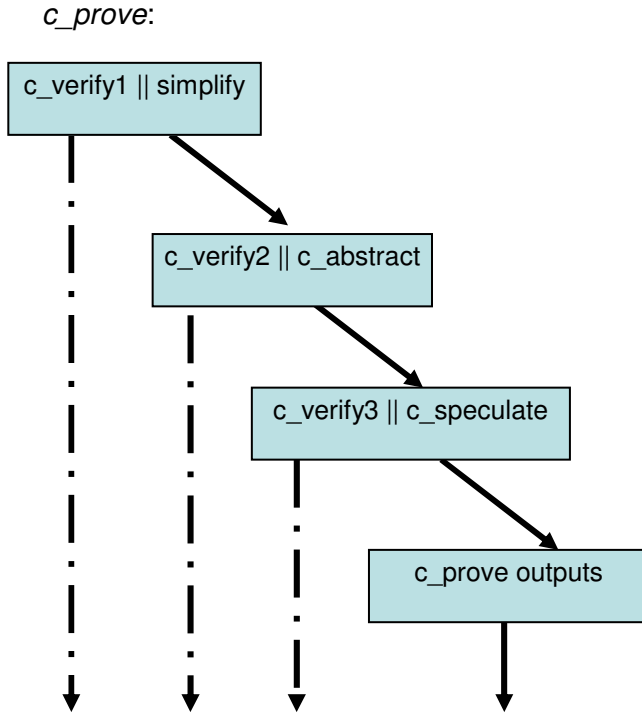 c_prove:
c_verify1 || simplify
c_verify2 || c_abstract
c_verify3 || c_speculate
c_prove outputs